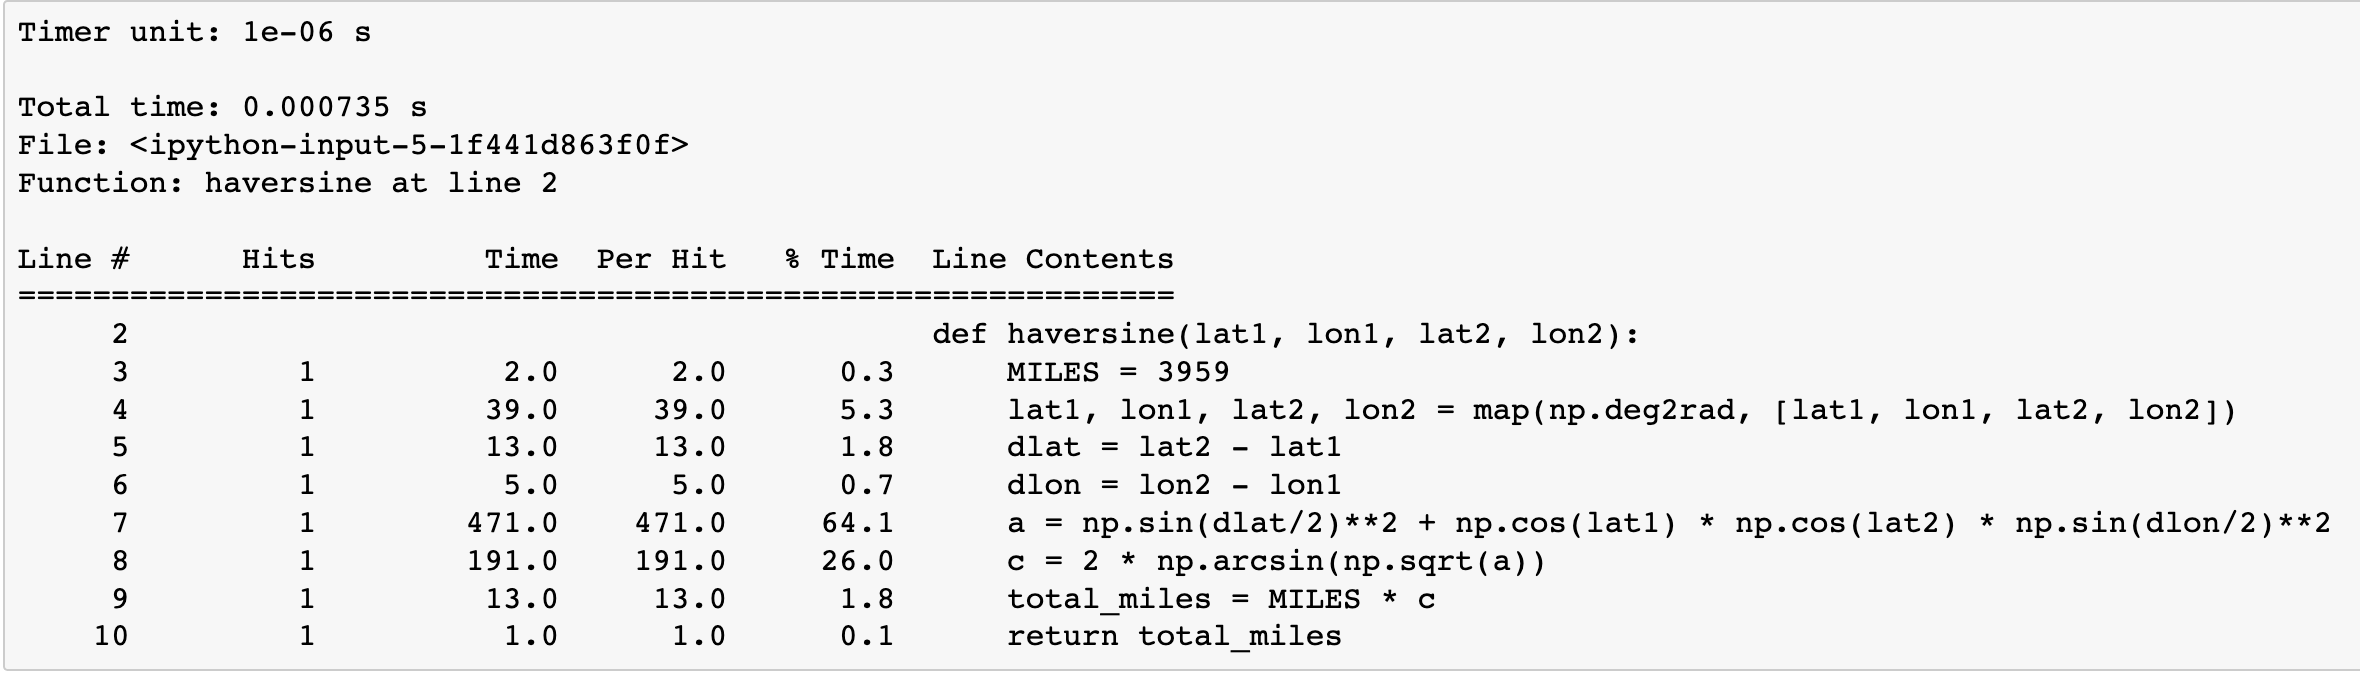 Timer unit: 1e-06 s

Total time: 0.000735 s
File: <ipython-input-5-1f441d863f0f>
Function: haversine at line 2

Line #      Hits         Time  Per Hit   % Time  Line Contents
==============================================================
     2                                           def haversine(lat1, lon1, lat2, lon2):
     3         1          2.0      2.0      0.3      MILES = 3959
     4         1         39.0     39.0      5.3      lat1, lon1, lat2, lon2 = map(np.deg2rad, [lat1, lon1, lat2, lon2])
     5         1         13.0     13.0      1.8      dlat = lat2 - lat1
     6         1          5.0      5.0      0.7      dlon = lon2 - lon1
     7         1        471.0    471.0     64.1      a = np.sin(dlat/2)**2 + np.cos(lat1) * np.cos(lat2) * np.sin(dlon/2)**2
     8         1        191.0    191.0     26.0      c = 2 * np.arcsin(np.sqrt(a))
     9         1         13.0     13.0      1.8      total_miles = MILES * c
    10         1          1.0      1.0      0.1      return total_miles